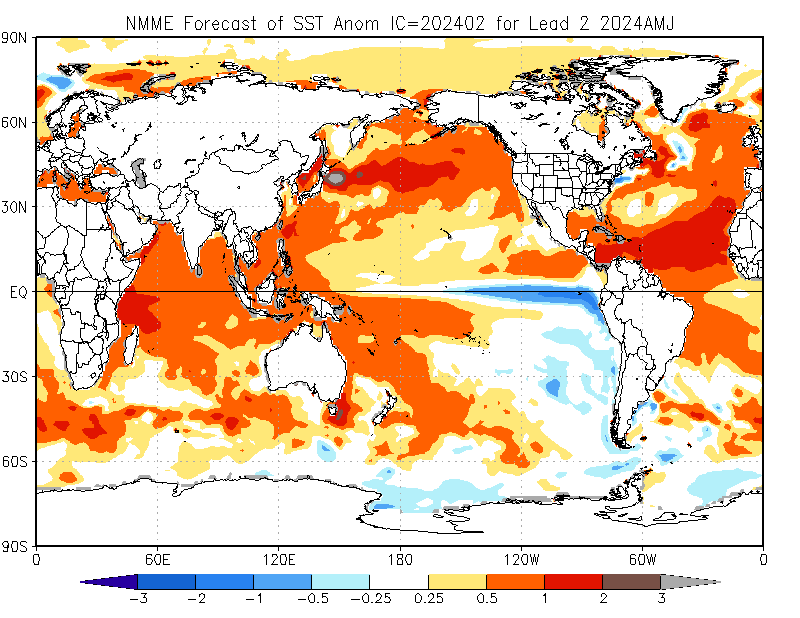 NMME Forecast of SST Anom IC=202402 for Lead 2 2024AMJ
90N
60N
30N
EQ
30S
60S
90S
0 60E 120E 180 120W 60W 0
-3 -2 -1 -0.5 -0.25 0.25 0.5 1 2 3